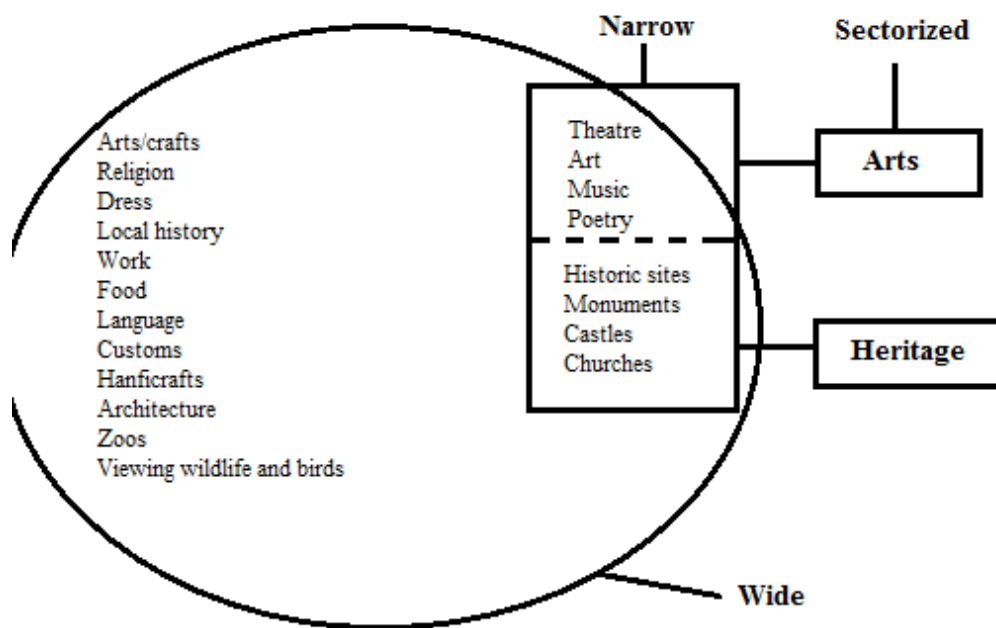 Narrow
Sectorized
Arts/crafts
Religion
Dress
Local history
Work
Food
Language
Customs
Hanficrafts
Architecture
Zoos
Viewing wildlife and birds
Theatre
Art
Music
Poetry
Historic sites
Monuments
Castles
Churches
Arts
Heritage
Wide